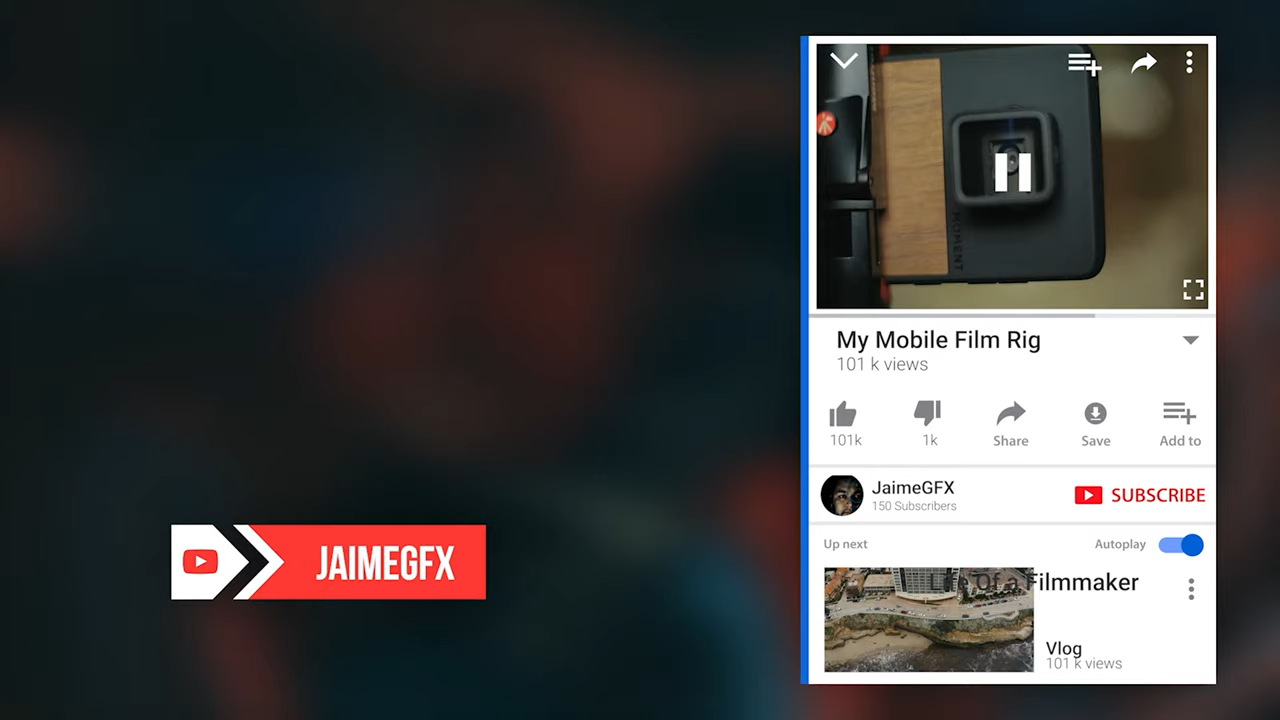 MOMENT
My Mobile Film Rig
101 k views
101k
1k
Share
Save
Add to
JaimeGFX
150 Subscribers
SUBSCRIBE
Up next
Autoplay
Life Of a Filmmaker
Vlog
101 k views
JAIMEGFX